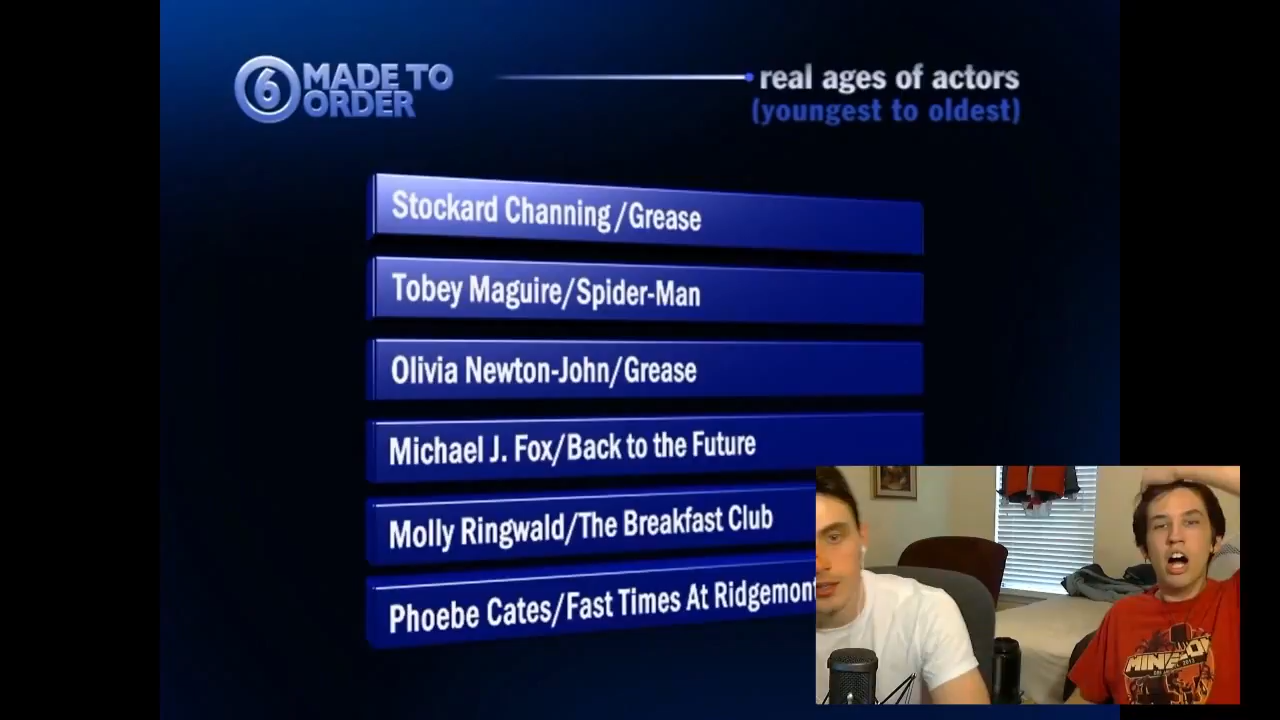 6 MADE TO
ORDER
real ages of actors
(youngest to oldest)
Stockard Channing/Grease
Tobey Maguire/Spider-Man
Olivia Newton-John/Grease
Michael J. Fox/Back to the Future
Molly Ringwald/The Breakfast Club
Phoebe Cates/Fast Times At Ridgemont